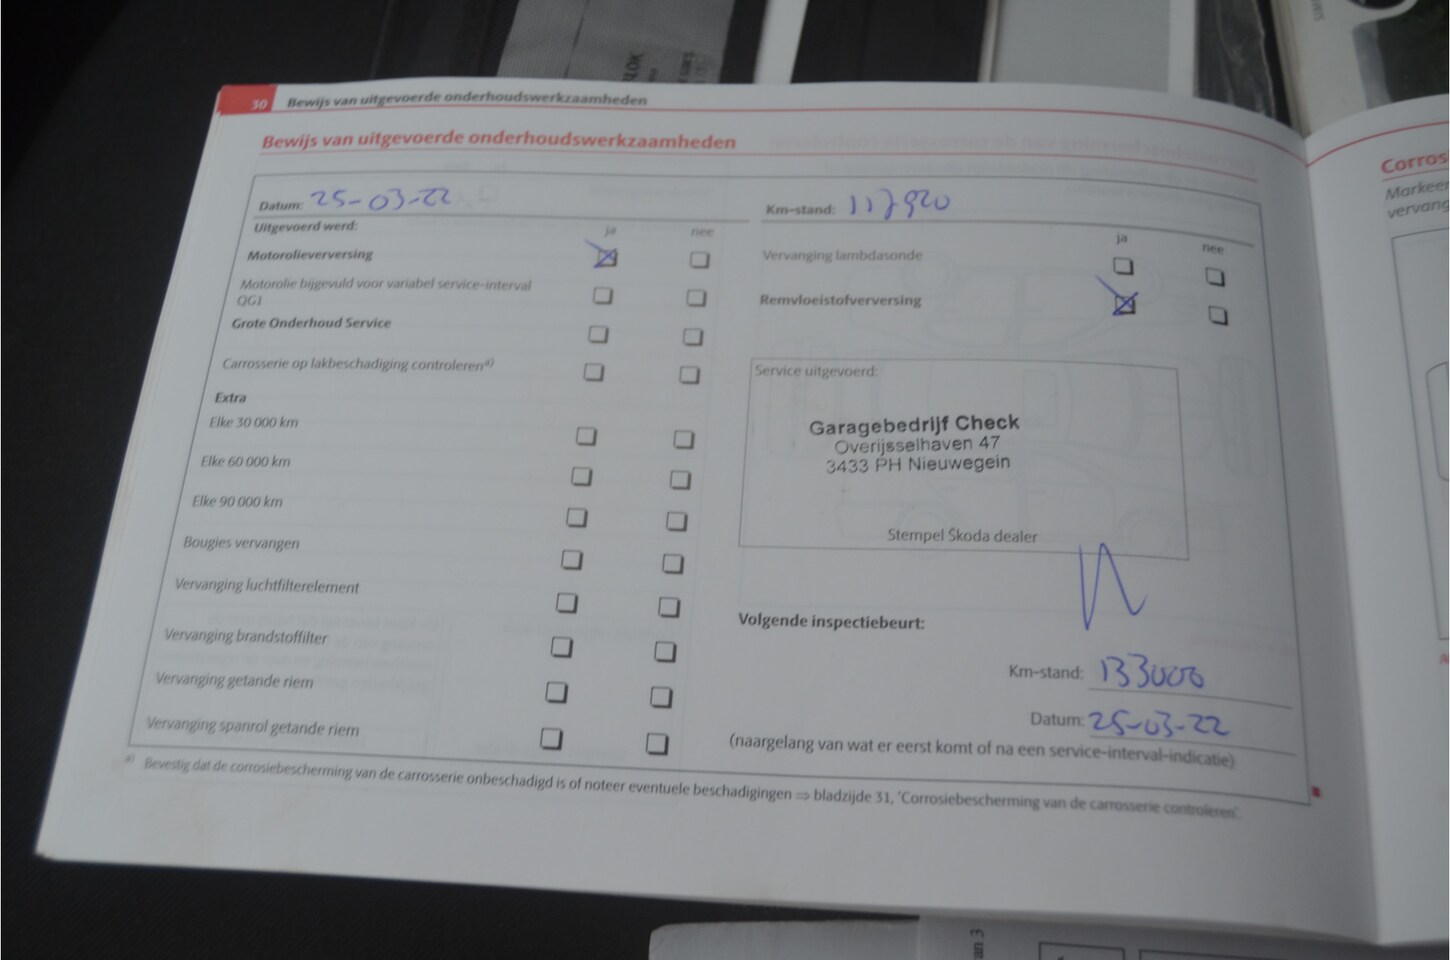 30 Bewijs van uitgevoerde onderhoudswerkzaamheden
Bewijs van uitgevoerde onderhoudswerkzaamheden
Datum: 25-03-22
Km-stand: 117920
Uitgevoerd werd:
ja nee
ja nee
Motorolieverversing
Vervanging lambdasonde
Motorolie bijgevuld voor variabel service-interval
QG1
Remvloeistofverversing
Grote Onderhoud Service
Carrosserie op lakbeschadiging controleren a)
Service uitgevoerd:
Extra
Elke 30 000 km
Elke 60 000 km
Elke 90 000 km
Bougies vervangen
Vervanging luchtfilterelement
Vervanging brandstoffilter
Vervanging getande riem
Vervanging spanrol getande riem
Garagebedrijf Check
Overijsselhaven 47
3433 PH Nieuwegein
Stempel Škoda dealer
Volgende inspectiebeurt:
Km-stand: 133000
Datum: 25-03-22
(naargelang van wat er eerst komt of na een service-interval-indicatie)
a) Bevestig dat de corrosiebescherming van de carrosserie onbeschadigd is of noteer eventuele beschadigingen ⇒ bladzijde 31, 'Corrosiebescherming van de carrosserie controleren'.
Corros
Markeer
vervang